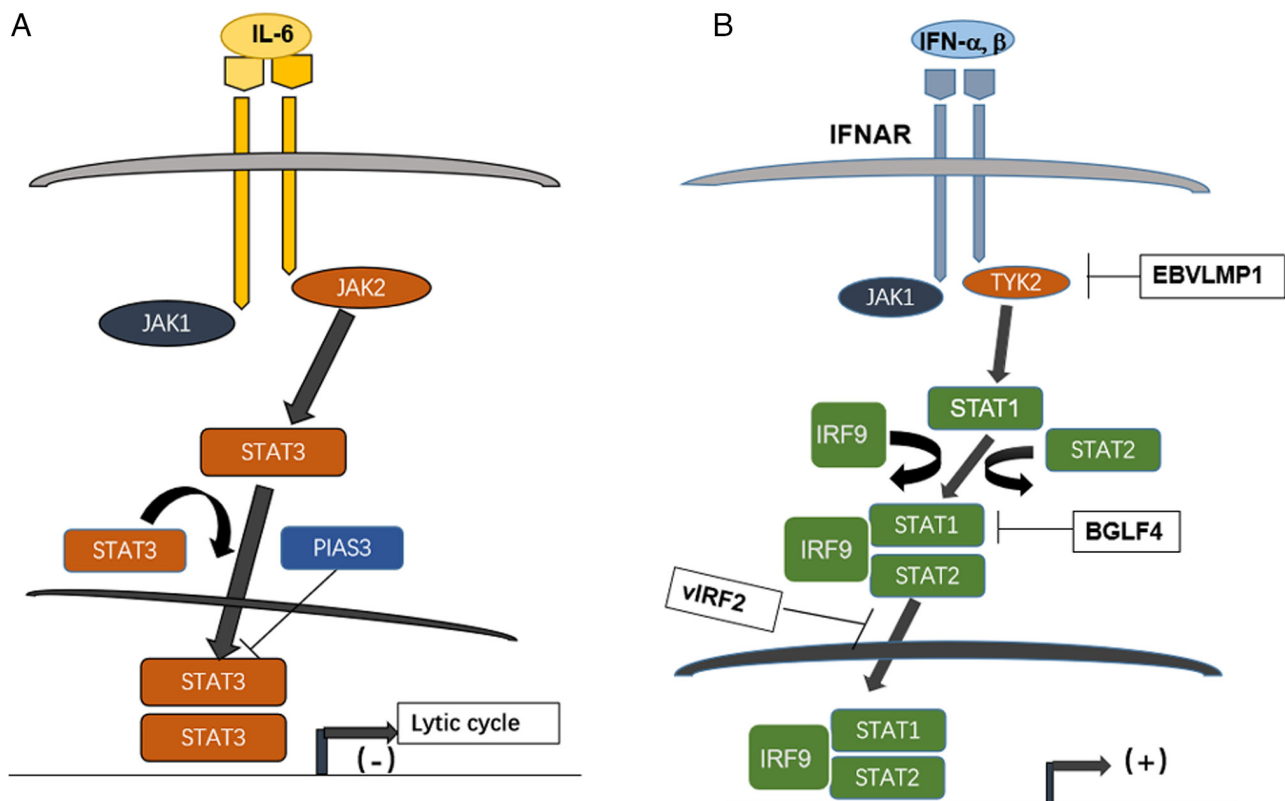 A
IL-6
JAK2
JAK1
STAT3
STAT3
PIAS3
STAT3
STAT3
Lytic cycle
(-)
B
IFN-α, β
IFNAR
EBVLMP1
TYK2
JAK1
STAT1
IRF9
STAT2
STAT1
BGLF4
IRF9
STAT2
vIRF2
STAT1
IRF9
STAT2
(+)